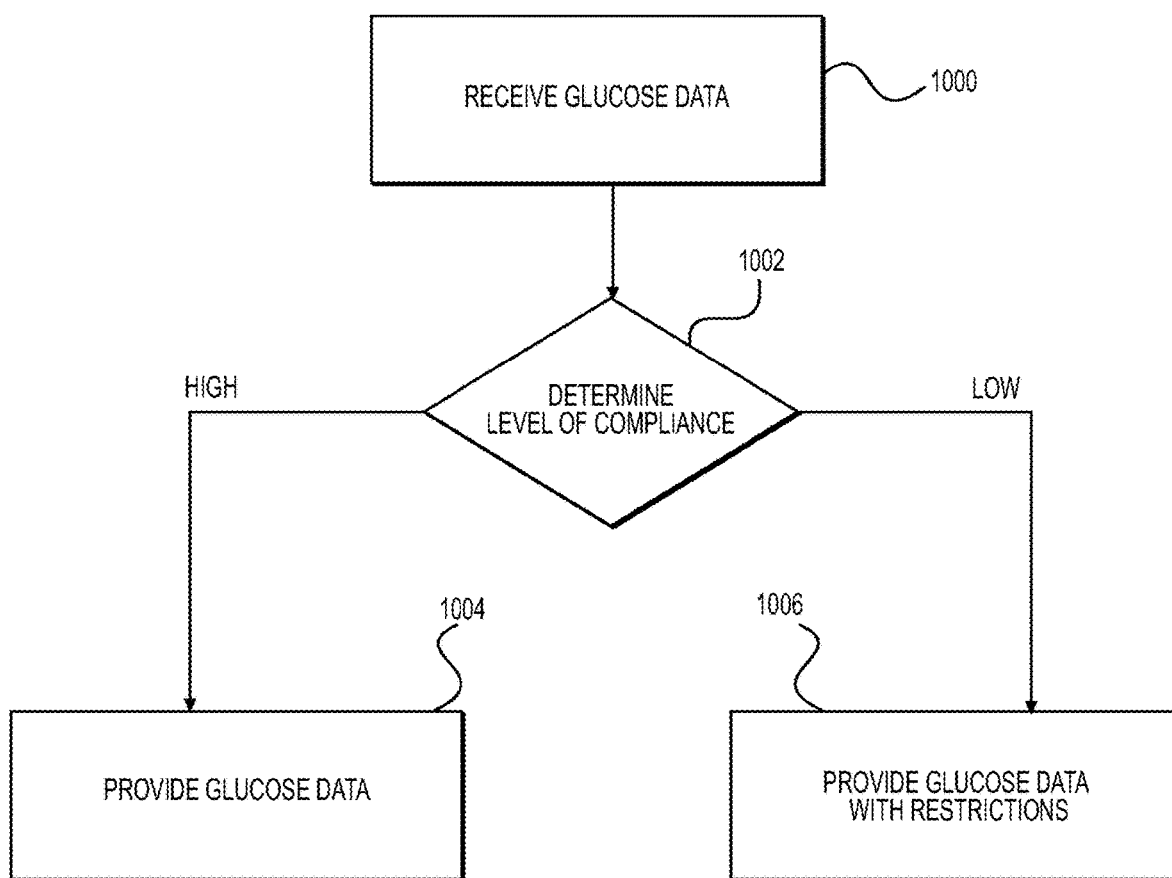 RECEIVE GLUCOSE DATA
1000
1002
HIGH
DETERMINE
LEVEL OF COMPLIANCE
LOW
1004
1006
PROVIDE GLUCOSE DATA
PROVIDE GLUCOSE DATA
WITH RESTRICTIONS